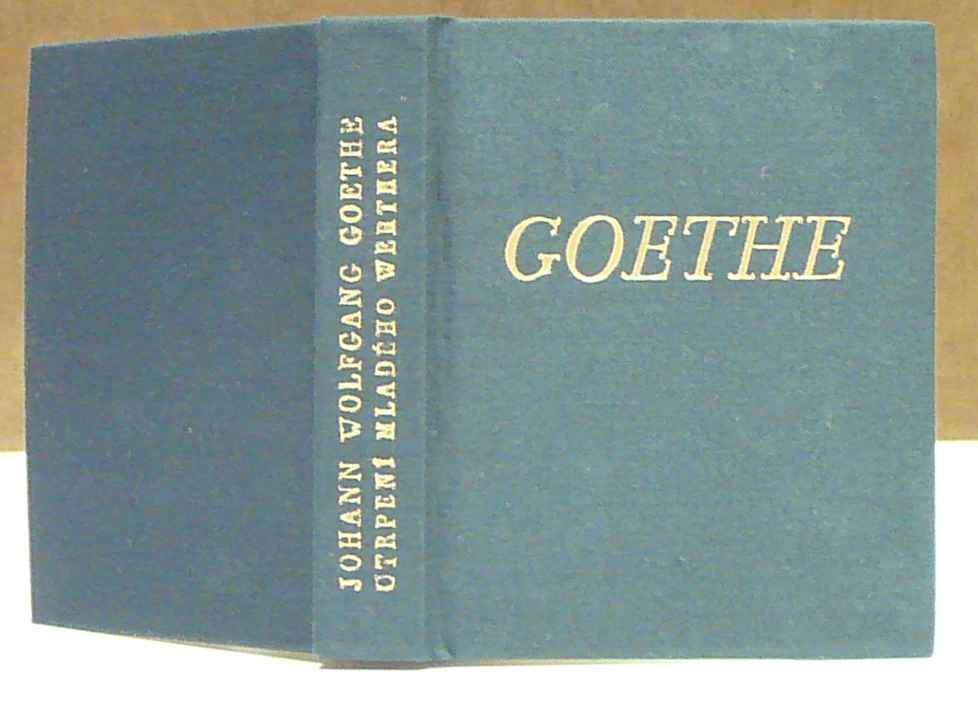 JOHANN WOLFGANG GOETHE
UTRPENÍ MLADÉHO WERTHERA
GOETHE